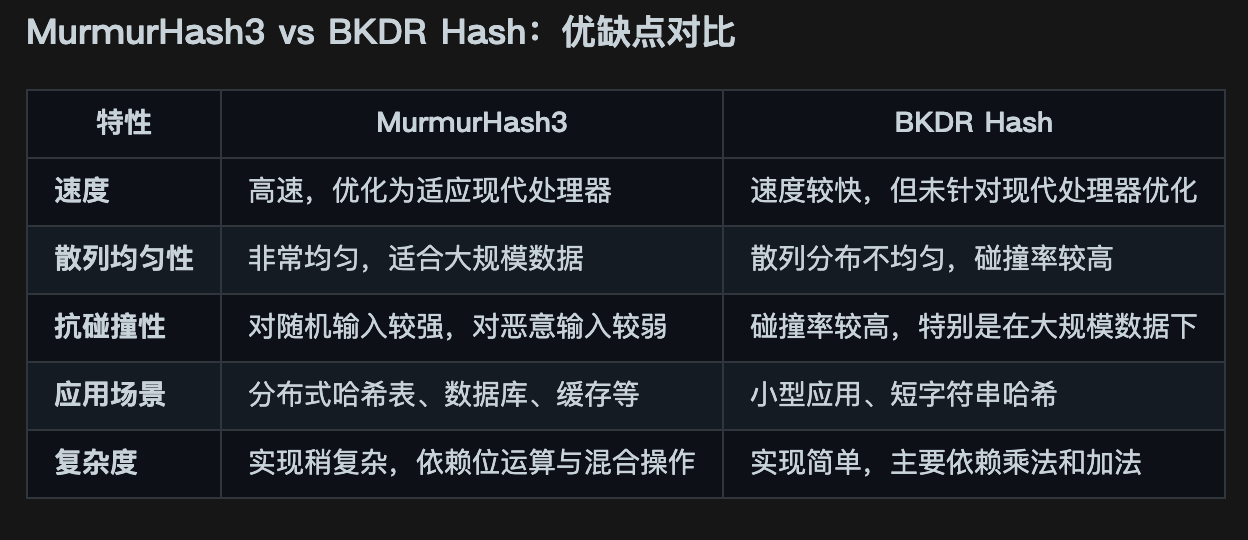 MurmurHash3 vs BKDR Hash：优缺点对比
特性 MurmurHash3 BKDR Hash
速度 高速，优化为适应现代处理器 速度较快，但未针对现代处理器优化
散列均匀性 非常均匀，适合大规模数据 散列分布不均匀，碰撞率较高
抗碰撞性 对随机输入较强，对恶意输入较弱 碰撞率较高，特别是在大规模数据下
应用场景 分布式哈希表、数据库、缓存等 小型应用、短字符串哈希
复杂度 实现稍复杂，依赖位运算与混合操作 实现简单，主要依赖乘法和加法